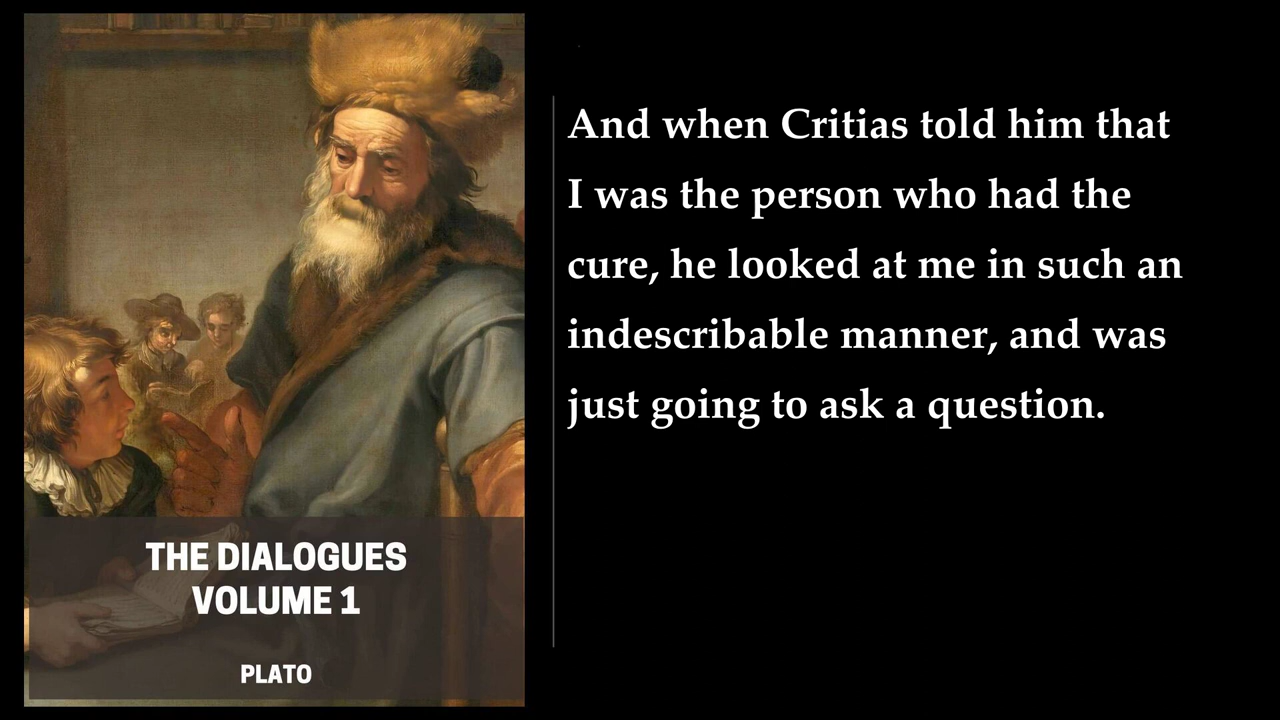 And when Critias told him that
I was the person who had the
cure, he looked at me in such an
indescribable manner, and was
just going to ask a question.
THE DIALOGUES
VOLUME 1
PLATO